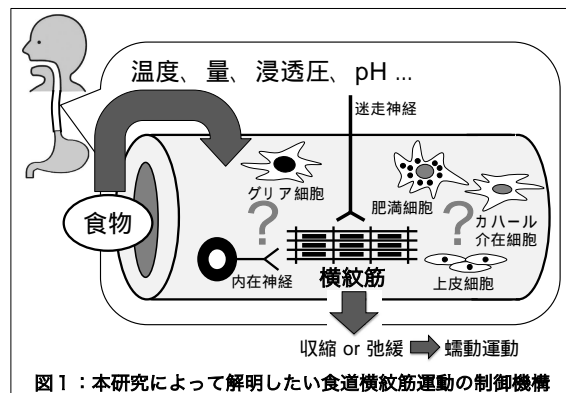 温度、量、浸透圧、pH ...
迷走神経
グリア細胞
肥満細胞
カハール
介在細胞
食物
?
?
内在神経
横紋筋
上皮細胞
収縮 or 弛緩 蠕動運動
図1:本研究によって解明したい食道横紋筋運動の制御機構